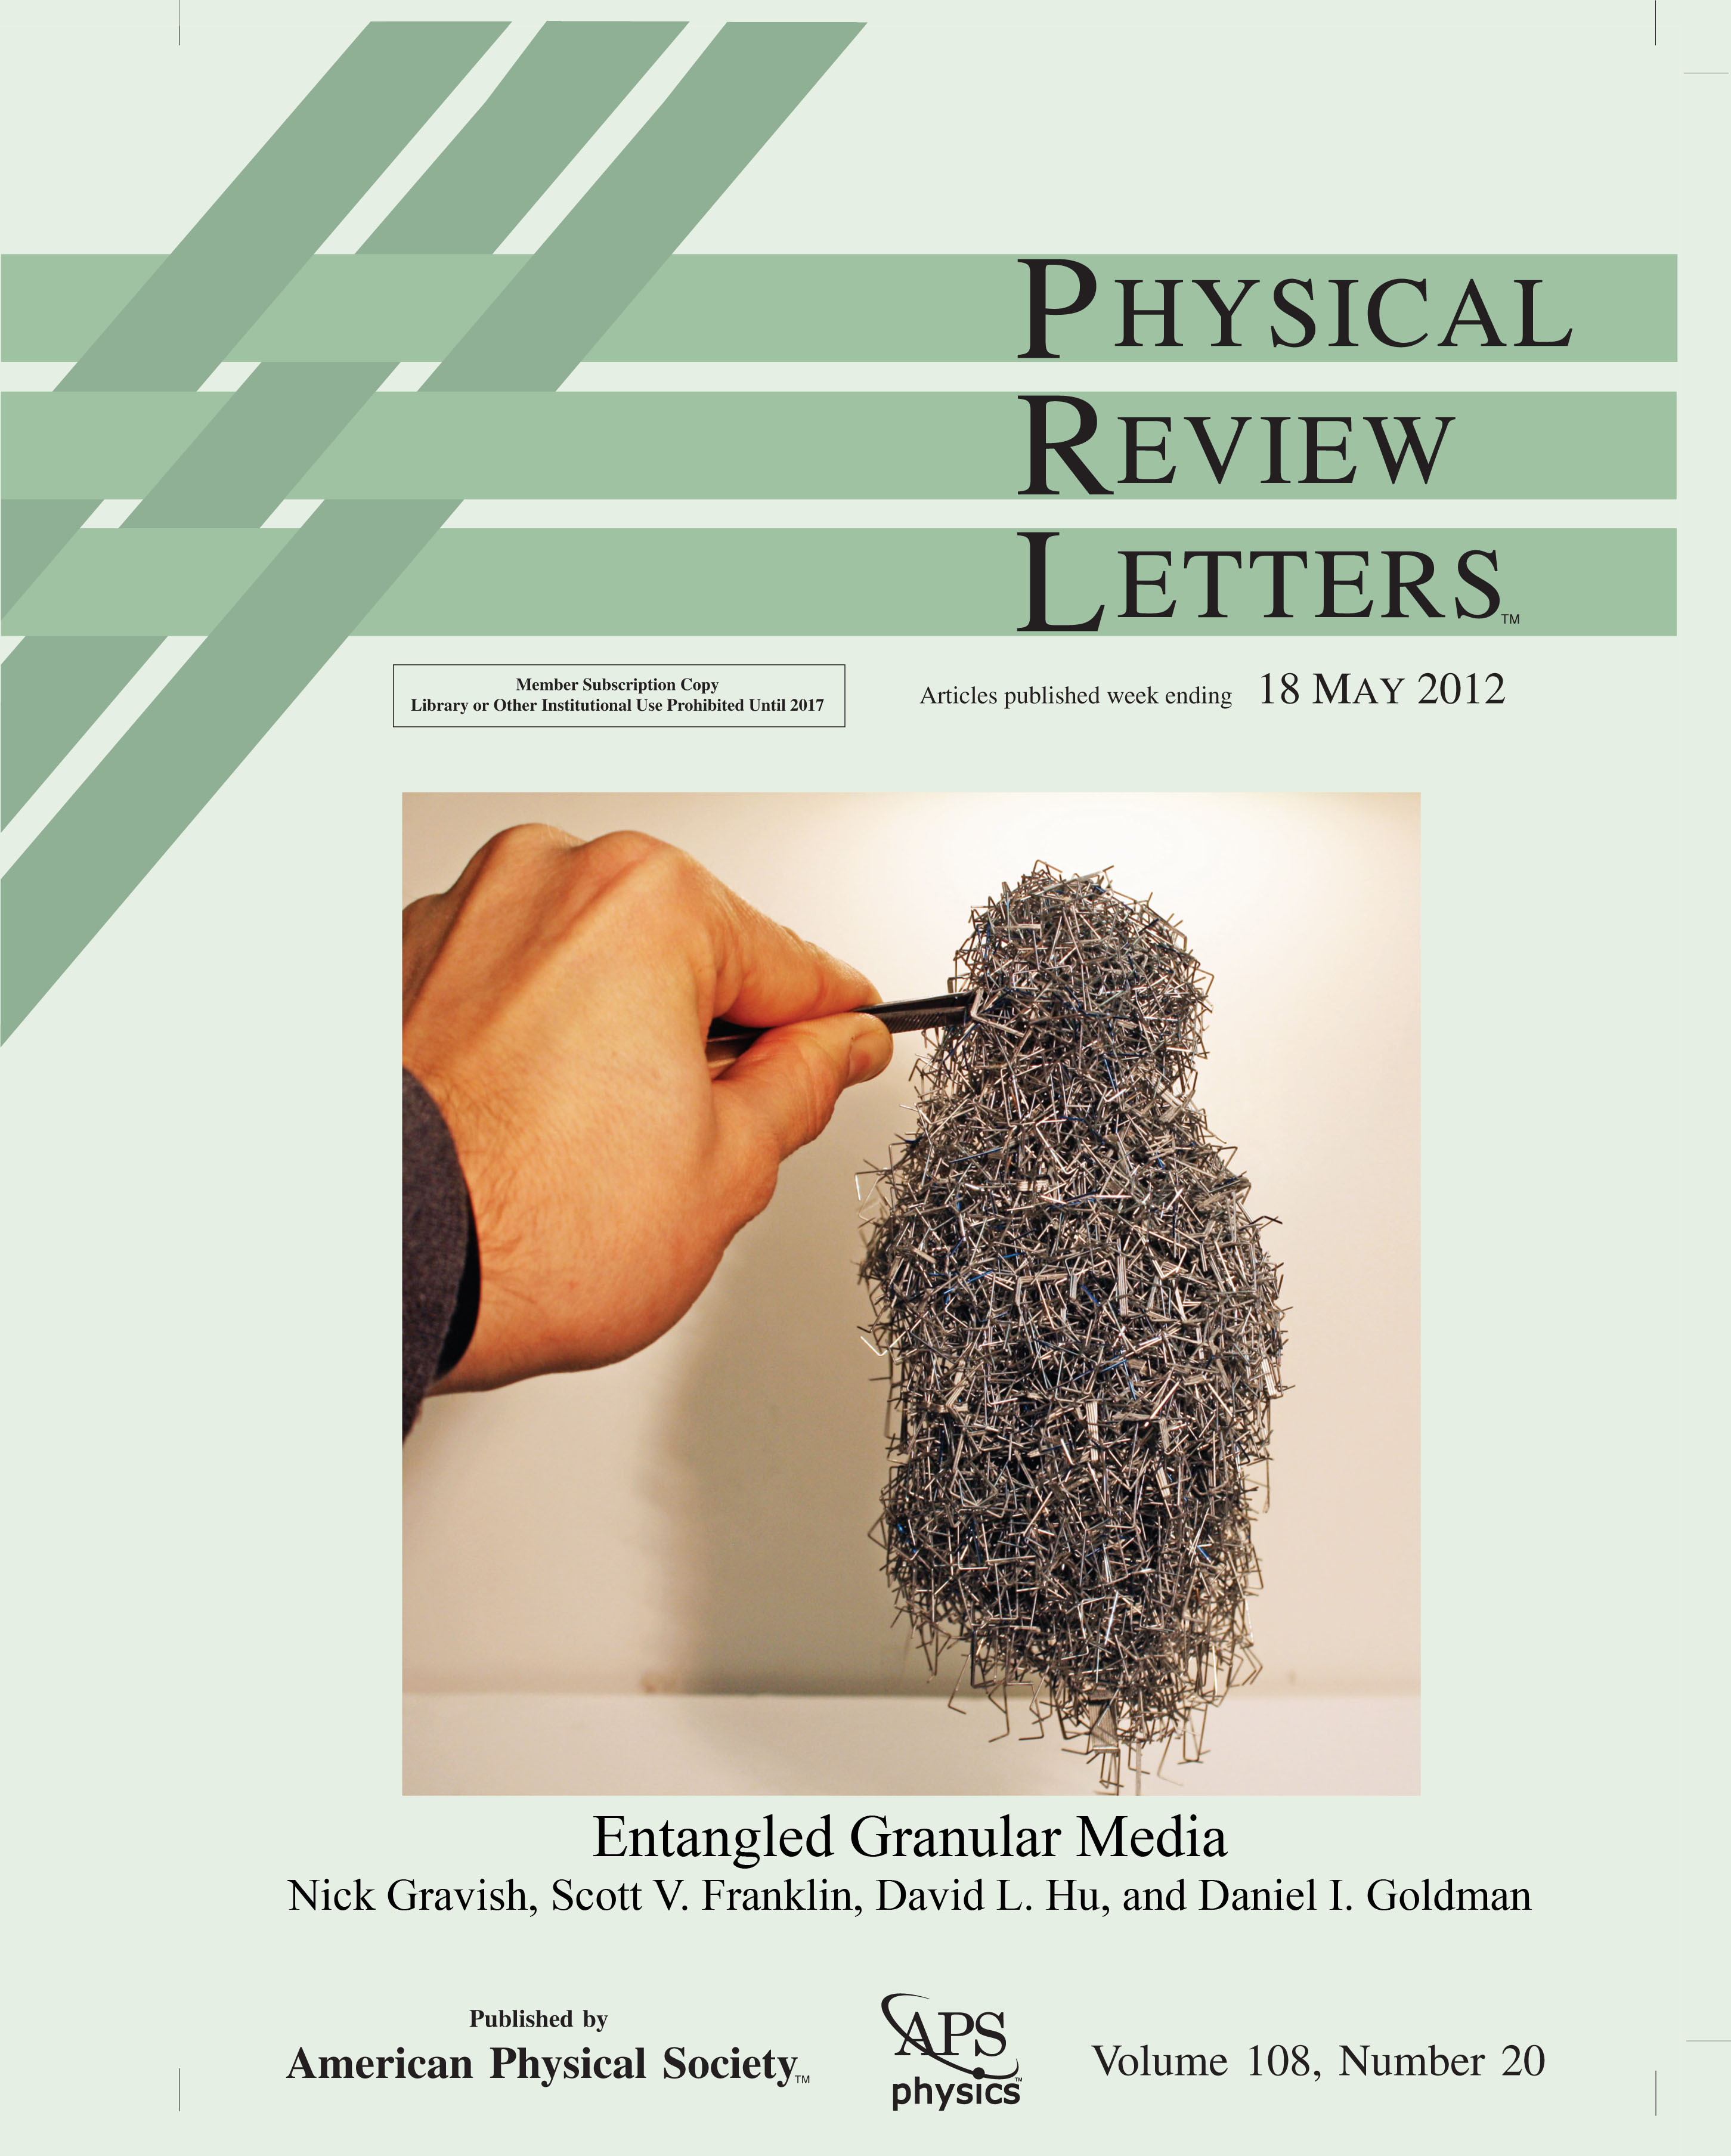 PHYSICAL
REVIEW
LETTERS™
Member Subscription Copy
Library or Other Institutional Use Prohibited Until 2017
Articles published week ending 18 MAY 2012
Entangled Granular Media
Nick Gravish, Scott V. Franklin, David L. Hu, and Daniel I. Goldman
Published by
American Physical Society™
APS
physics™
Volume 108, Number 20